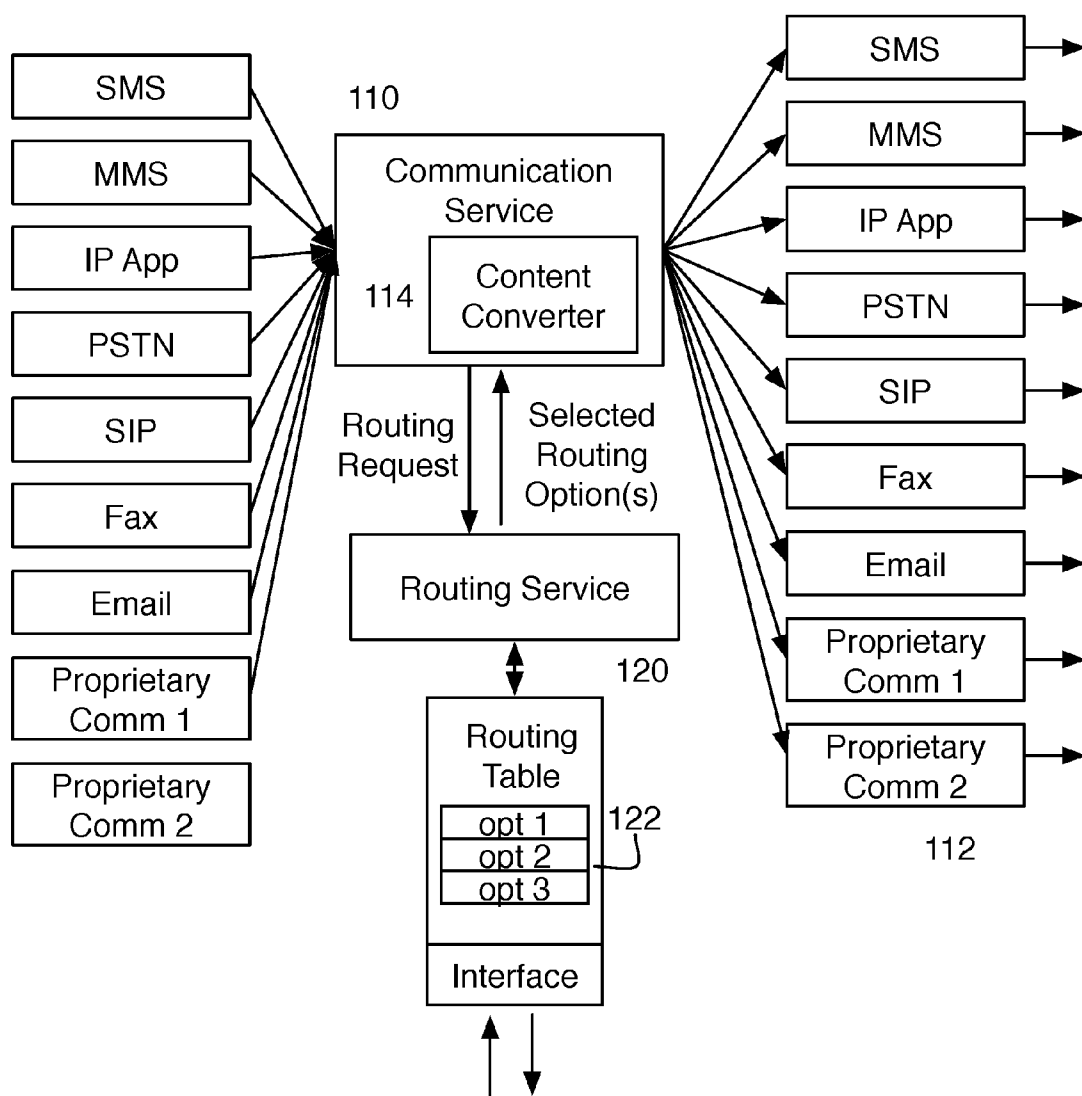 SMS
MMS
IP App
PSTN
SIP
Fax
Email
Proprietary
Comm 1
Proprietary
Comm 2
110
Communication
Service
114
Content
Converter
Routing
Request
Selected
Routing
Option(s)
Routing Service
120
Routing
Table
opt 1
opt 2
opt 3
122
Interface
SMS
MMS
IP App
PSTN
SIP
Fax
Email
Proprietary
Comm 1
Proprietary
Comm 2
112